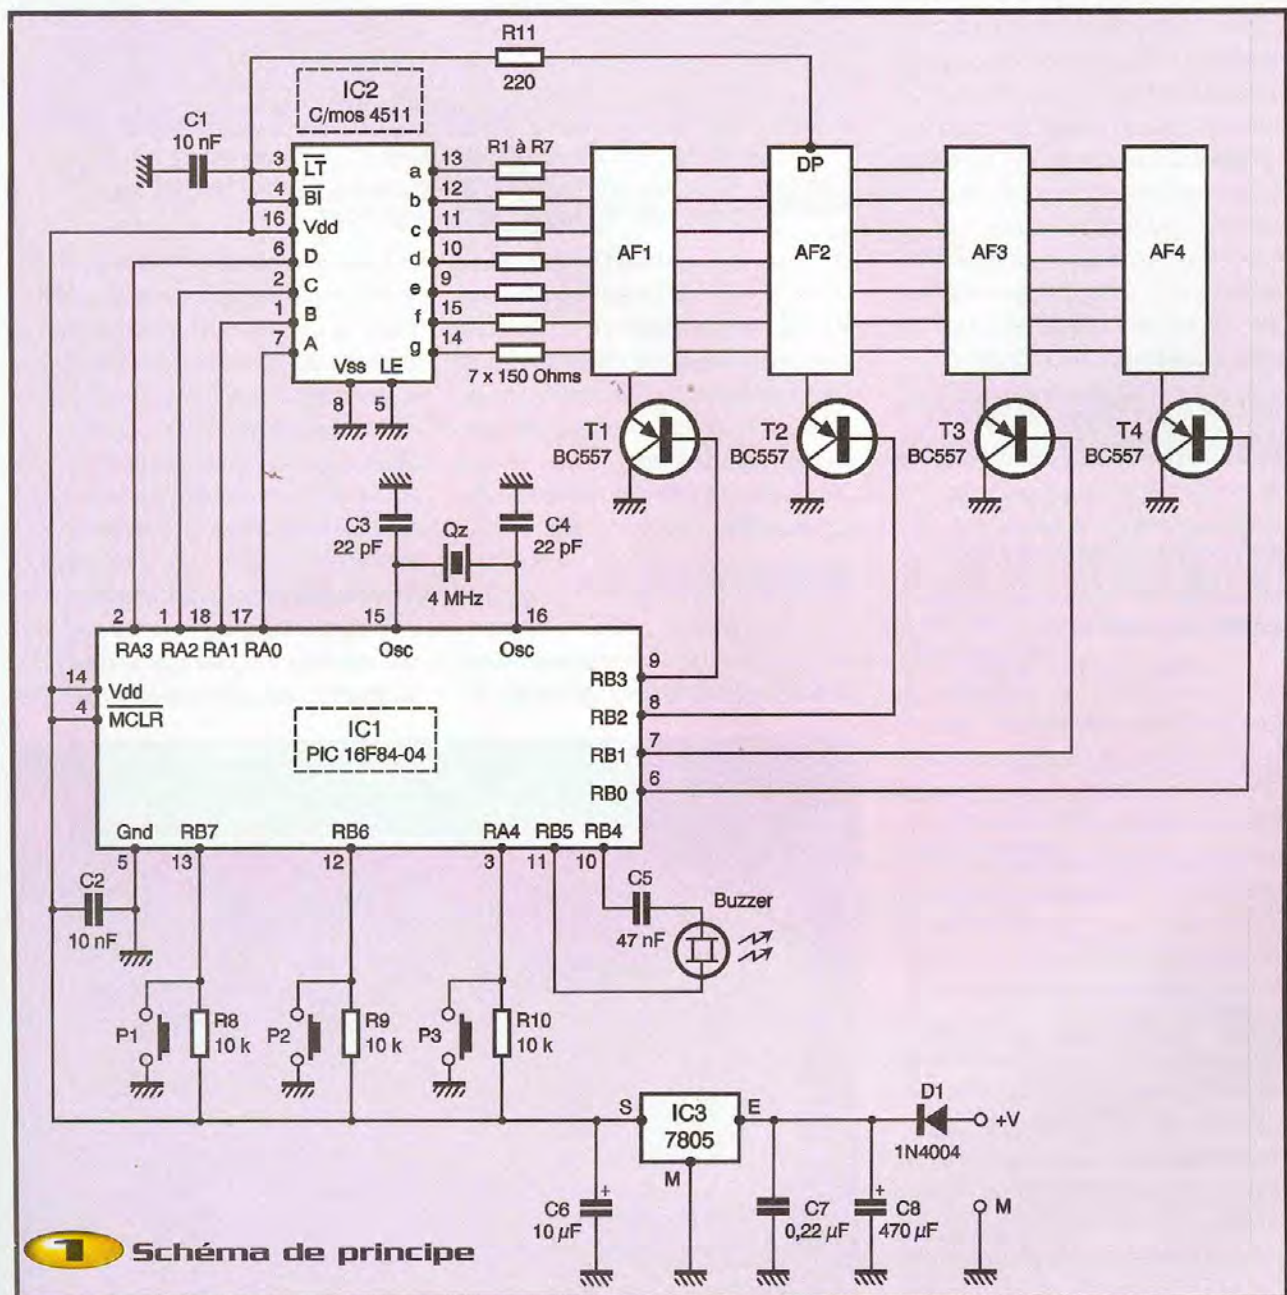 R11
220
IC2
C/mos 4511
C1
10 nF
R1 à R7
3 LT a 13
4 BI b 12
16 Vdd c 11
6 D d 10
2 C e 9
1 B f 15
7 A g 14
Vss LE
8 5
7 x 150 Ohms
AF1
DP
AF2
AF3
AF4
T1
BC557
T2
BC557
T3
BC557
T4
BC557
C3
22 pF
Qz
4 MHz
C4
22 pF
2 1 18 17 15 16
RA3 RA2 RA1 RA0 Osc Osc
14 Vdd
4 MCLR
IC1
PIC 16F84-04
RB3 9
RB2 8
RB1 7
RB0 6
Gnd RB7 RB6 RA4 RB5 RB4
5 13 12 3 11 10
C2
10 nF
C5
47 nF
Buzzer
P1
R8
10 k
P2
R9
10 k
P3
R10
10 k
S
IC3
7805
E
M
D1
1N4004
+V
M
C6
10 µF
+
C7
0,22 µF
C8
470 µF
+
1 Schéma de principe